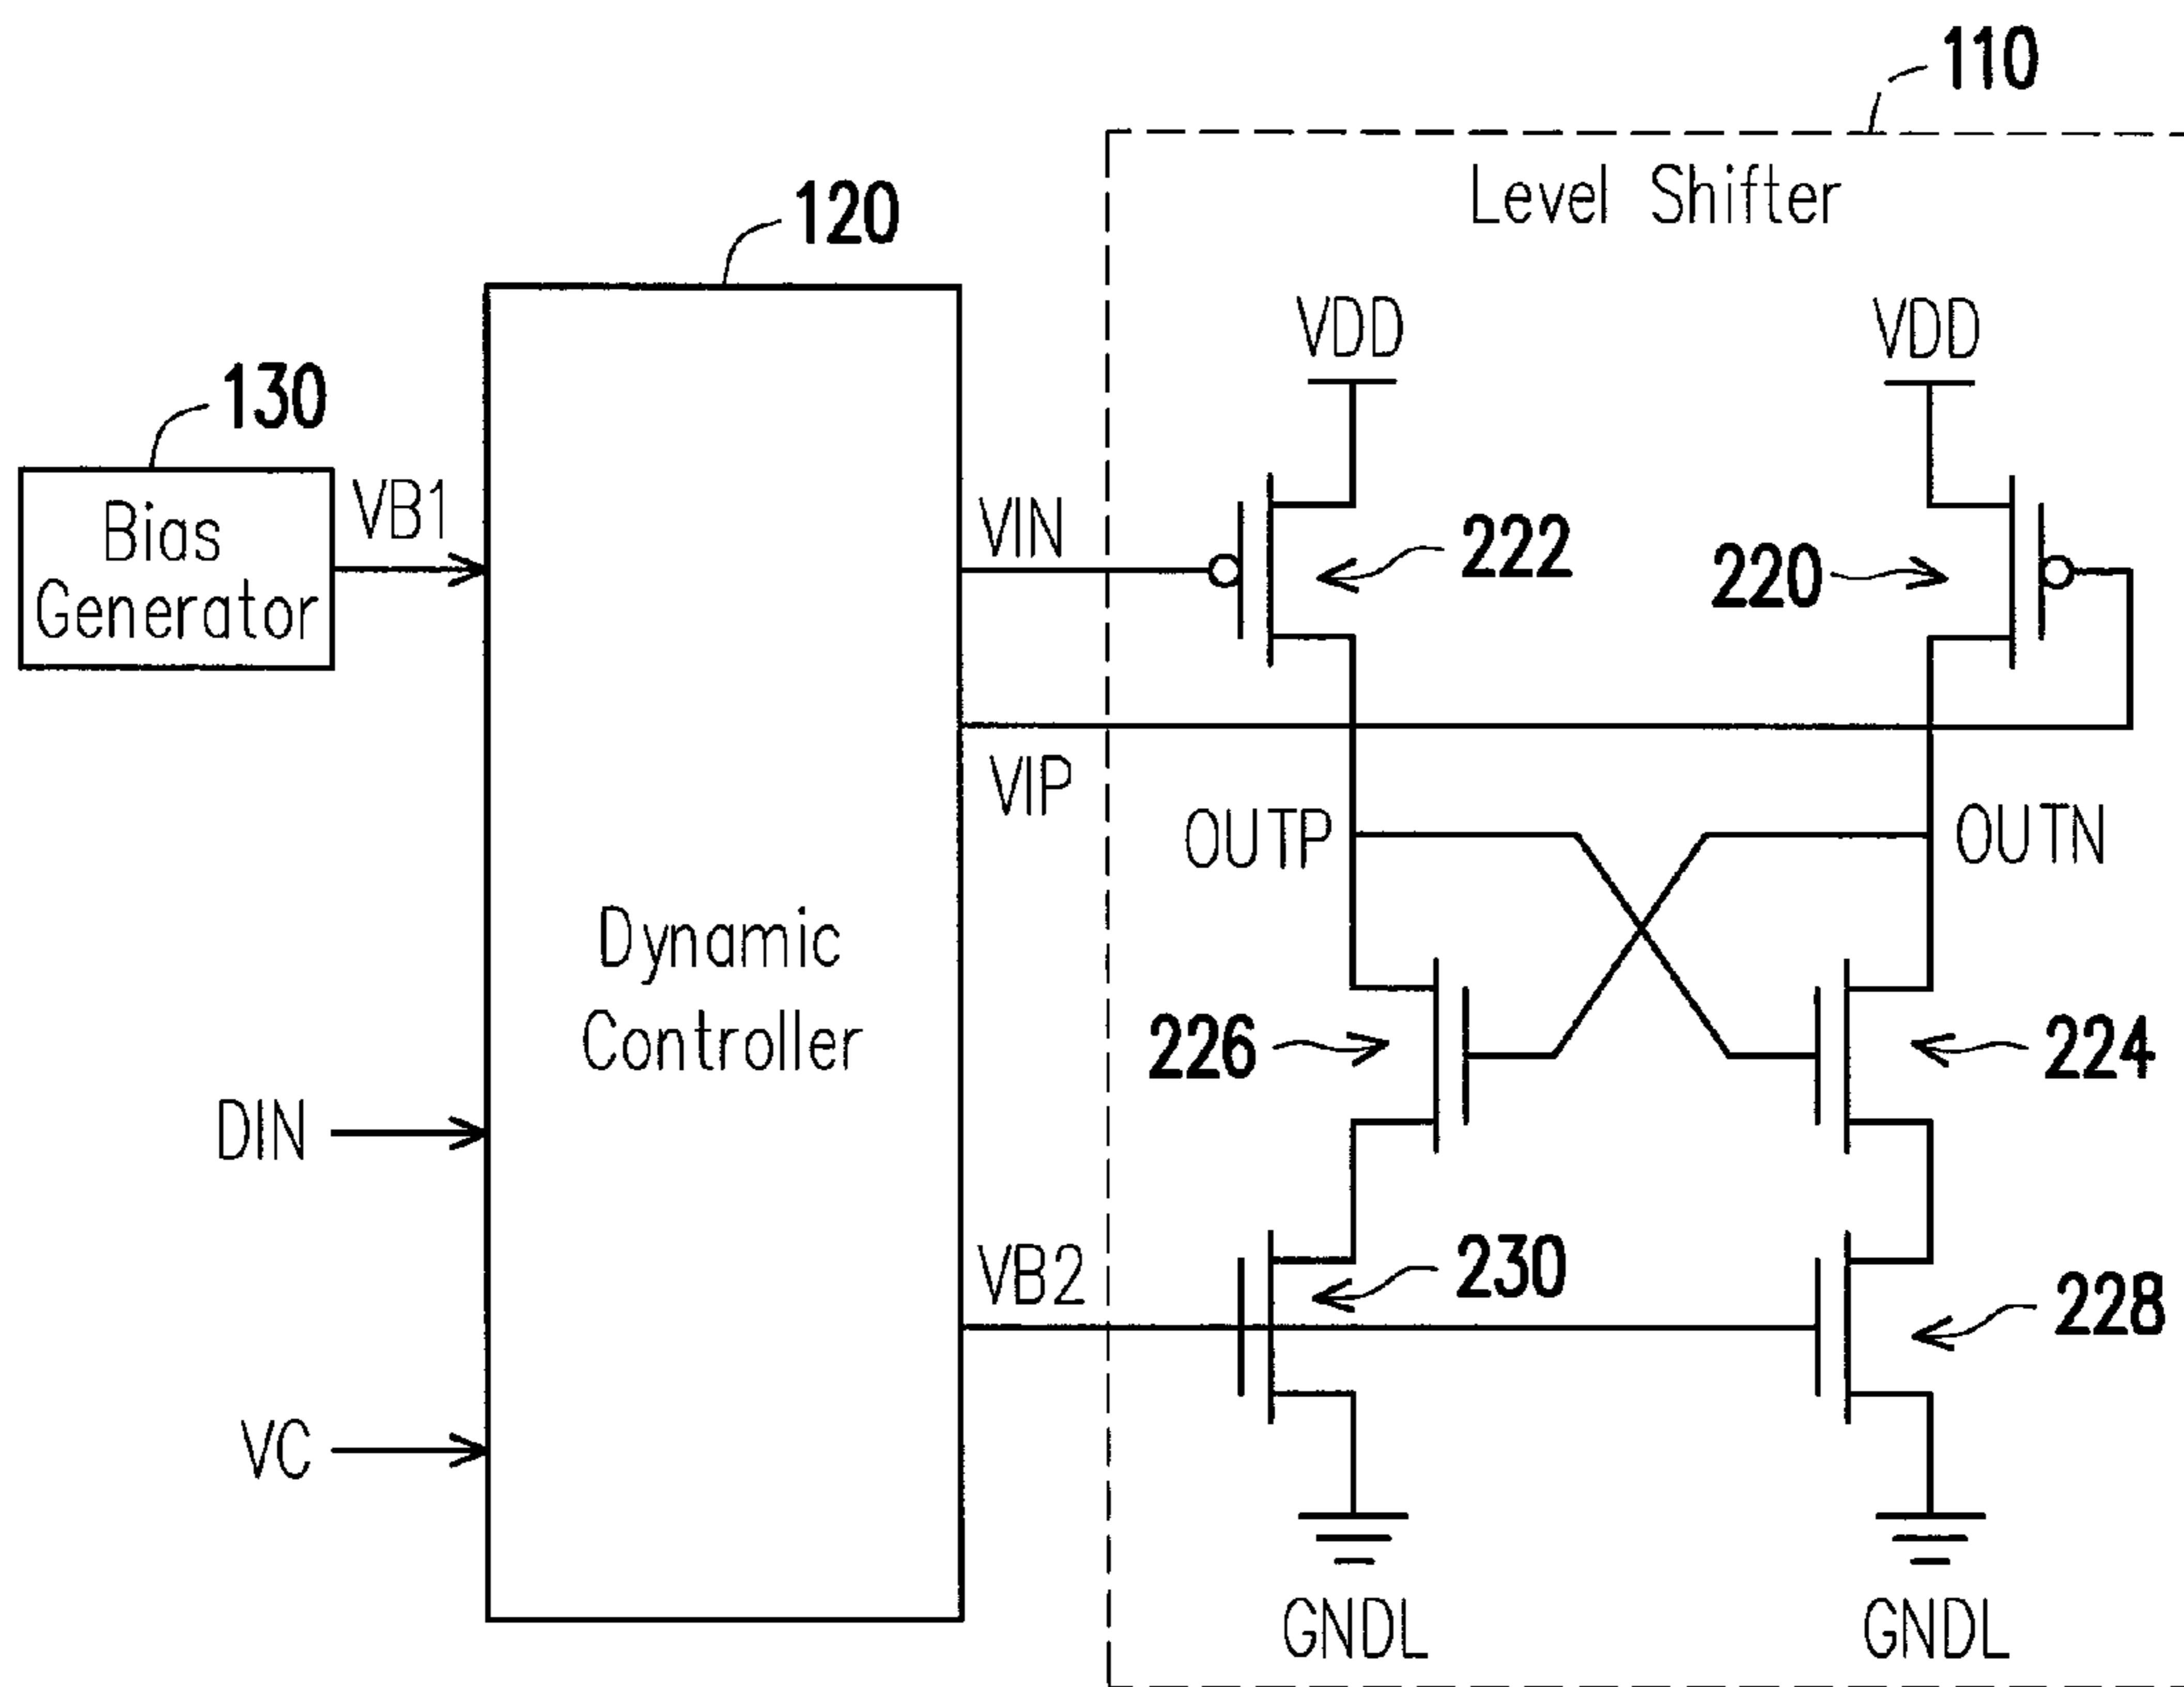 110
Level Shifter
120
VDD
VDD
130
Bias
Generator
VB1
VIN
222
220
VIP
OUTP
OUTN
Dynamic
Controller
226
224
DIN
VB2
230
228
VC
GNDL
GNDL